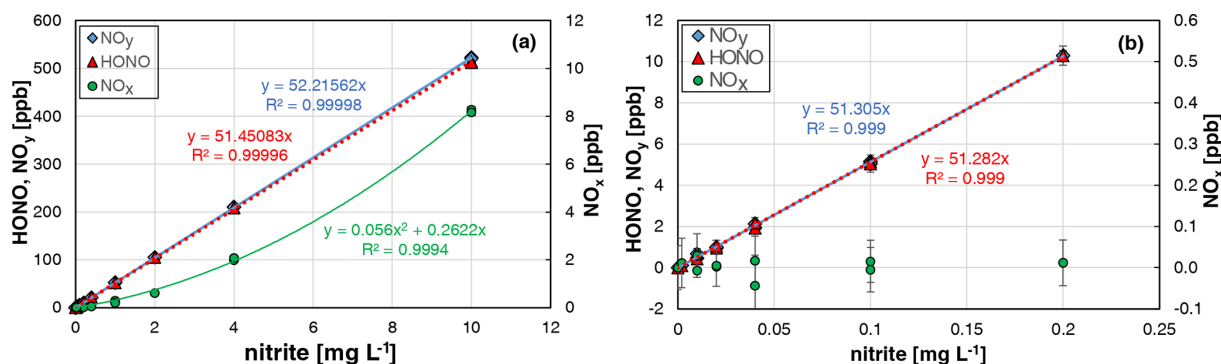 (a)
NOy
HONO
NOx
y = 52.21562x
R² = 0.99998
y = 51.45083x
R² = 0.99996
y = 0.056x² + 0.2622x
R² = 0.9994
HONO, NOy [ppb]
600
500
400
300
200
100
0
NOx [ppb]
12
10
8
6
4
2
0
0 2 4 6 8 10 12
nitrite [mg L⁻¹]
(b)
NOy
HONO
NOx
y = 51.305x
R² = 0.999
y = 51.282x
R² = 0.999
HONO, NOy [ppb]
12
10
8
6
4
2
0
-2
NOx [ppb]
0.6
0.5
0.4
0.3
0.2
0.1
0.0
-0.1
0 0.05 0.1 0.15 0.2 0.25
nitrite [mg L⁻¹]